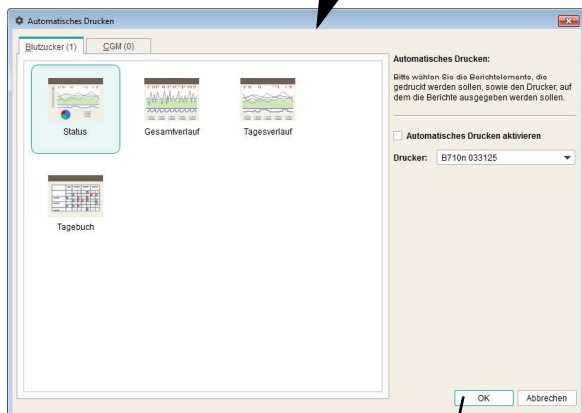 Automatisches Drucken
Blutzucker (1)
CGM (0)
Status
Gesamtverlauf
Tagesverlauf
Tagebuch
Automatisches Drucken:
Bitte wählen Sie die Berichtelemente, die
gedruckt werden sollen, sowie den Drucker, auf
dem die Berichte ausgegeben werden sollen.
Automatisches Drucken aktivieren
Drucker:
B710n 033125
OK
Abbrechen